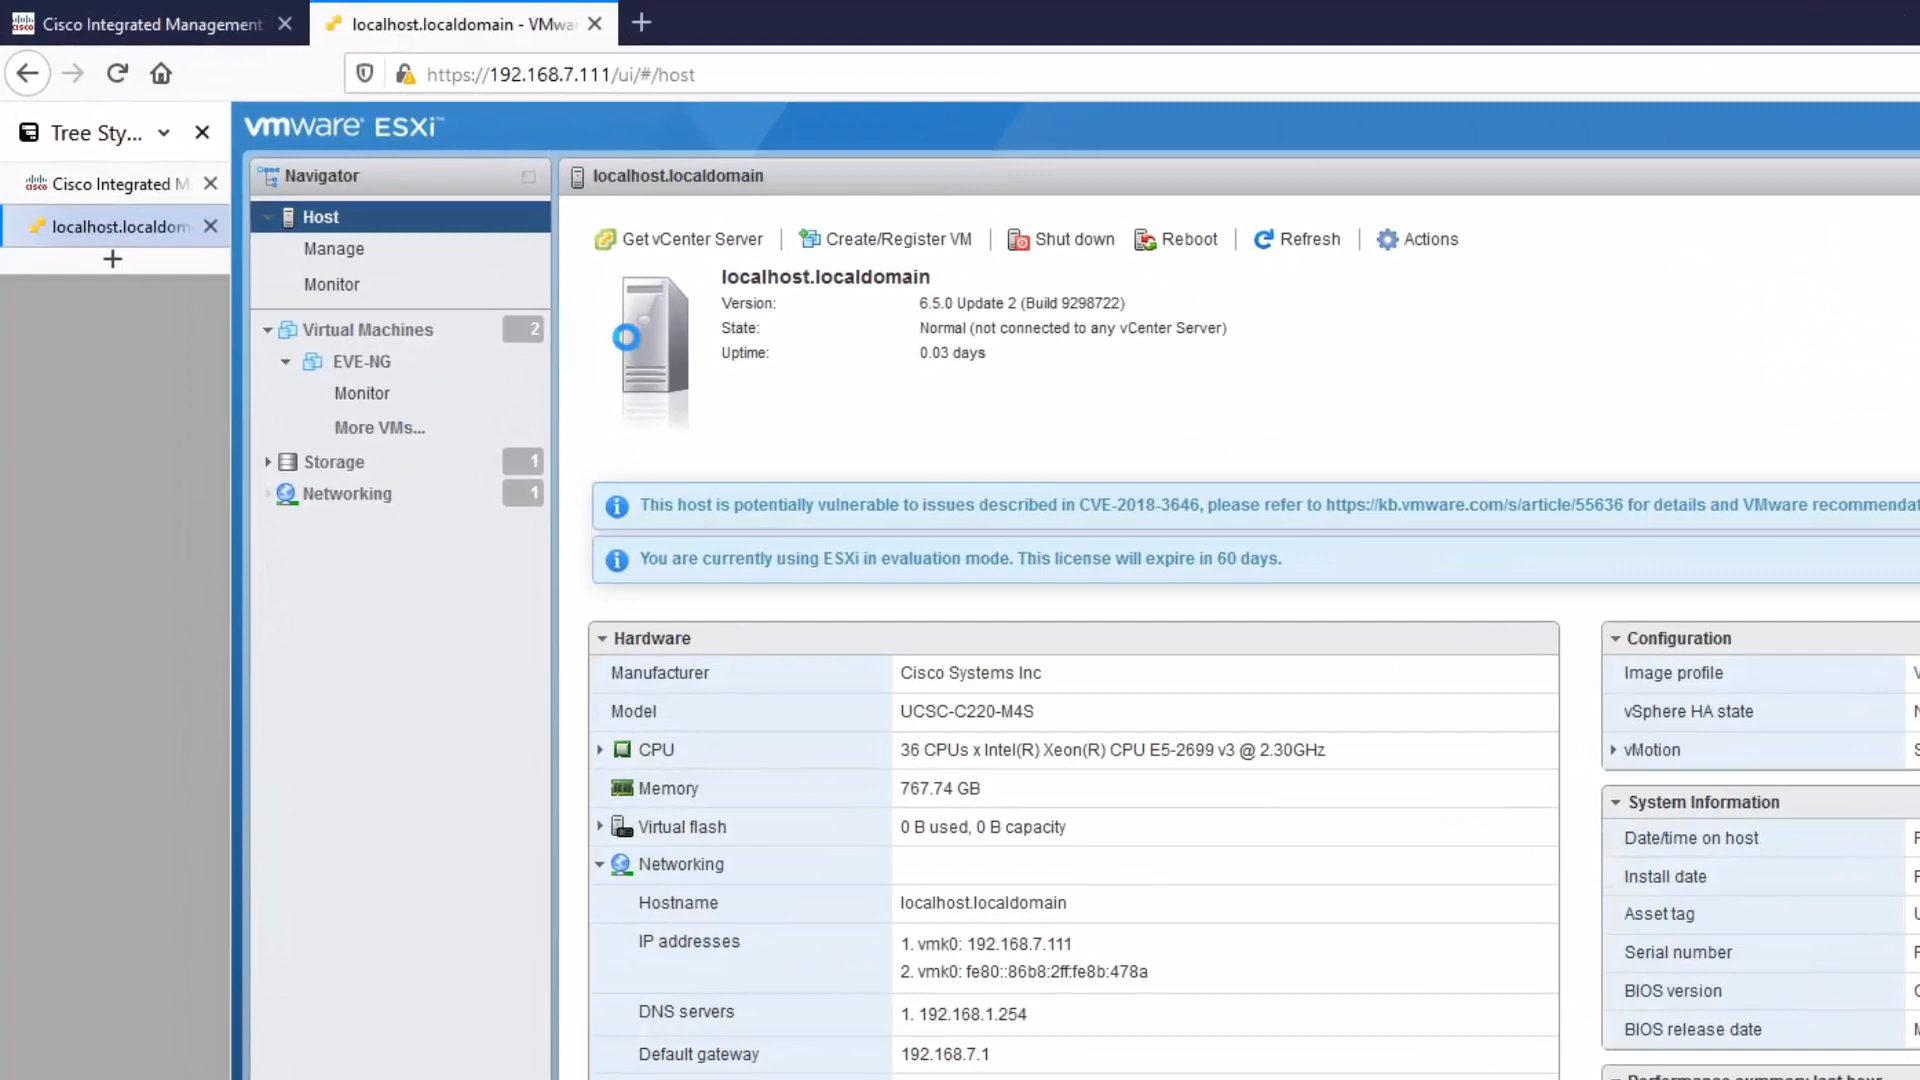 Cisco Integrated Management
localhost.localdomain - VMwa
https://192.168.7.111/ui/#/host
Tree Sty...
Cisco Integrated M
localhost.localdom
vmware ESXi™
Navigator
Host
Manage
Monitor
Virtual Machines 2
EVE-NG
Monitor
More VMs...
Storage 1
Networking 1
localhost.localdomain
Get vCenter Server
Create/Register VM
Shut down
Reboot
Refresh
Actions
localhost.localdomain
Version: 6.5.0 Update 2 (Build 9298722)
State: Normal (not connected to any vCenter Server)
Uptime: 0.03 days
This host is potentially vulnerable to issues described in CVE-2018-3646, please refer to https://kb.vmware.com/s/article/55636 for details and VMware recommendat
You are currently using ESXi in evaluation mode. This license will expire in 60 days.
Hardware
Manufacturer Cisco Systems Inc
Model UCSC-C220-M4S
CPU 36 CPUs x Intel(R) Xeon(R) CPU E5-2699 v3 @ 2.30GHz
Memory 767.74 GB
Virtual flash 0 B used, 0 B capacity
Networking
Hostname localhost.localdomain
IP addresses 1. vmk0: 192.168.7.111
2. vmk0: fe80::86b8:2ff:fe8b:478a
DNS servers 1. 192.168.1.254
Default gateway 192.168.7.1
Configuration
Image profile
vSphere HA state
vMotion
System Information
Date/time on host
Install date
Asset tag
Serial number
BIOS version
BIOS release date